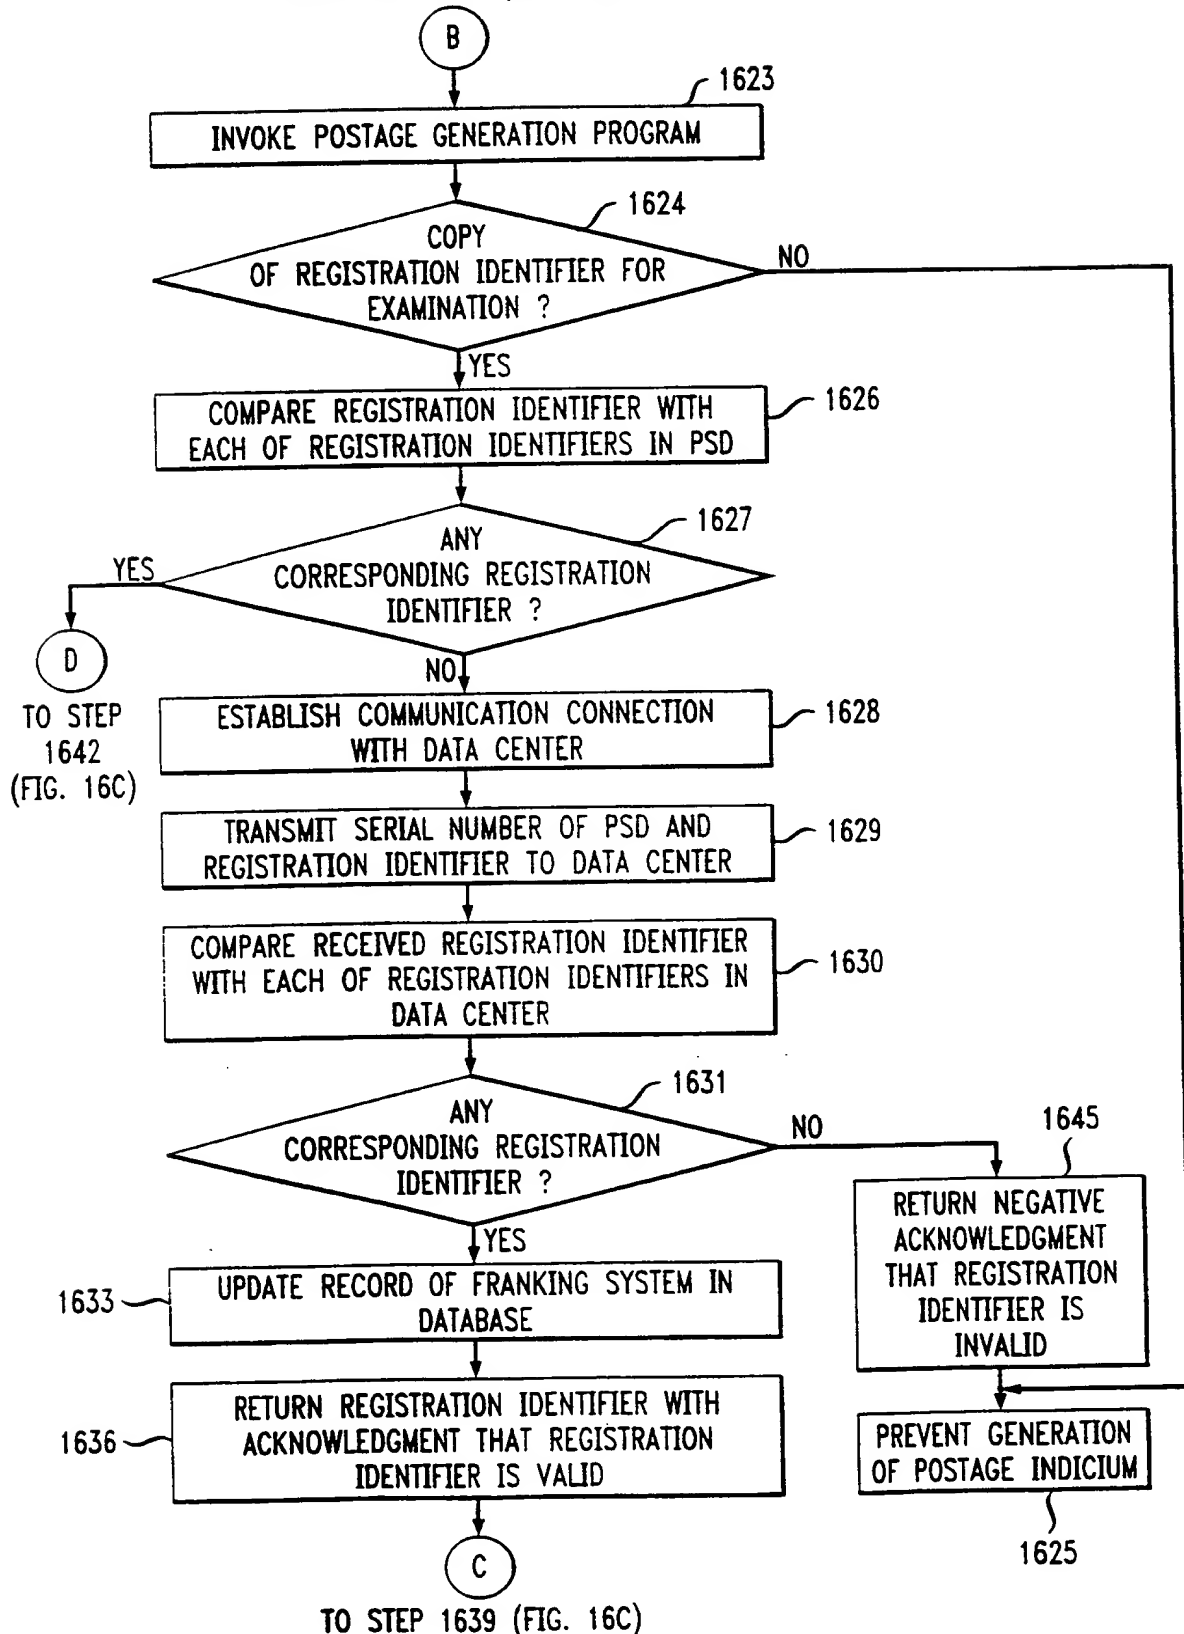 B
1623
INVOKE POSTAGE GENERATION PROGRAM
1624
COPY
OF REGISTRATION IDENTIFIER FOR
EXAMINATION ?
NO
YES
1626
COMPARE REGISTRATION IDENTIFIER WITH
EACH OF REGISTRATION IDENTIFIERS IN PSD
1627
ANY
CORRESPONDING REGISTRATION
IDENTIFIER ?
YES
D
TO STEP
1642
(FIG. 16C)
NO
1628
ESTABLISH COMMUNICATION CONNECTION
WITH DATA CENTER
1629
TRANSMIT SERIAL NUMBER OF PSD AND
REGISTRATION IDENTIFIER TO DATA CENTER
1630
COMPARE RECEIVED REGISTRATION IDENTIFIER
WITH EACH OF REGISTRATION IDENTIFIERS IN
DATA CENTER
1631
ANY
CORRESPONDING REGISTRATION
IDENTIFIER ?
NO
1645
RETURN NEGATIVE
ACKNOWLEDGMENT
THAT REGISTRATION
IDENTIFIER IS
INVALID
YES
1633
UPDATE RECORD OF FRANKING SYSTEM IN
DATABASE
1636
RETURN REGISTRATION IDENTIFIER WITH
ACKNOWLEDGMENT THAT REGISTRATION
IDENTIFIER IS VALID
PREVENT GENERATION
OF POSTAGE INDICIUM
1625
C
TO STEP 1639 (FIG. 16C)